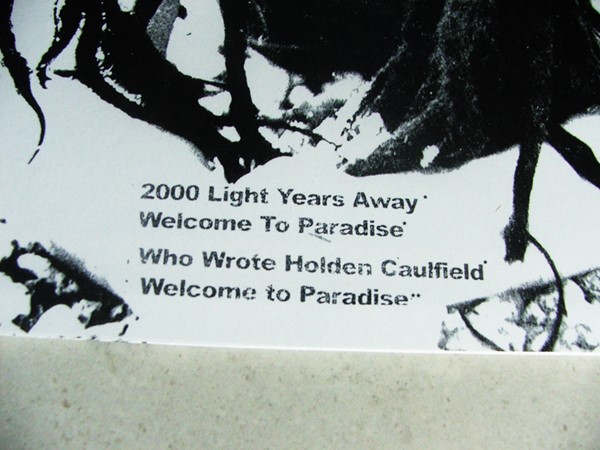 2000 Light Years Away
Welcome To Paradise
Who Wrote Holden Caulfield
Welcome to Paradise